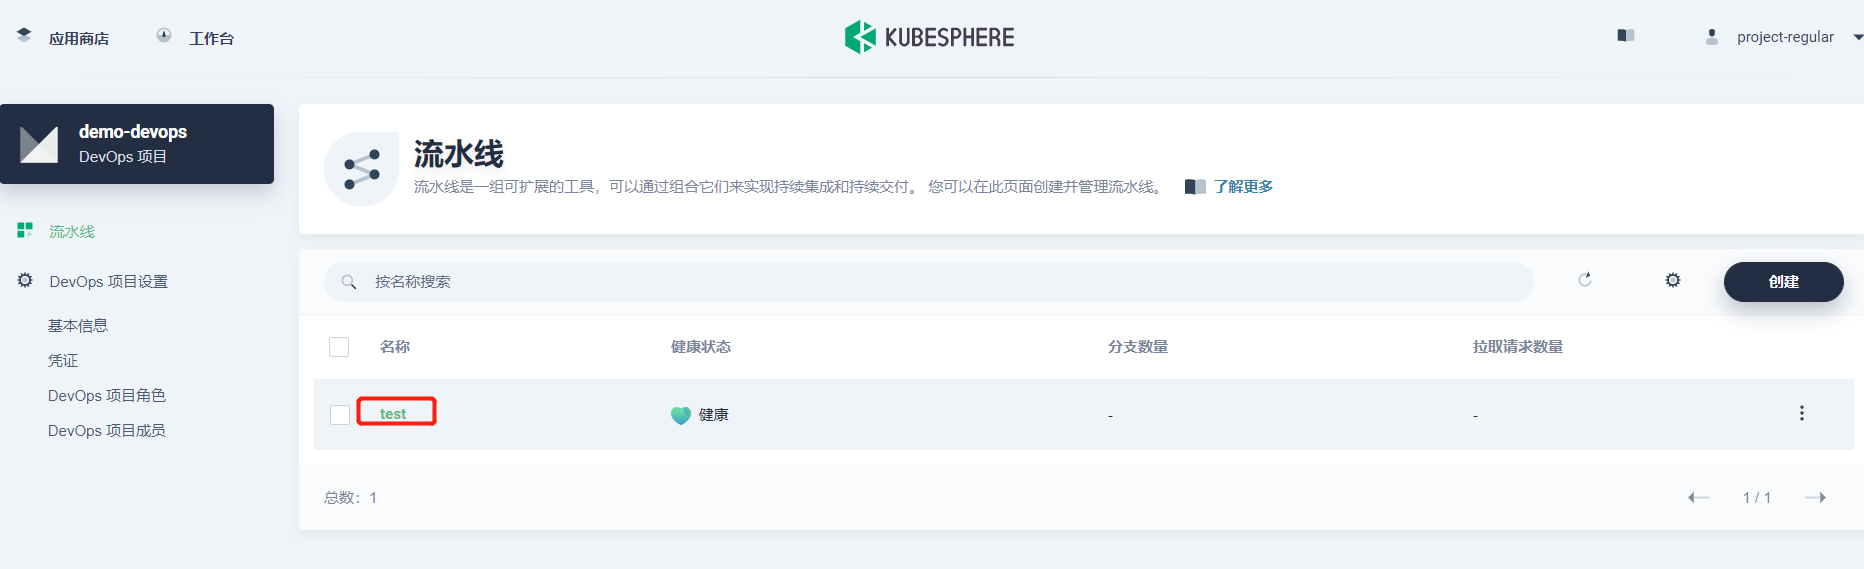 应用商店 工作台 KUBESPHERE project-regular
demo-devops
DevOps 项目
流水线
DevOps 项目设置
基本信息
凭证
DevOps 项目角色
DevOps 项目成员
流水线
流水线是一组可扩展的工具，可以通过组合它们来实现持续集成和持续交付。 您可以在此页面创建并管理流水线。 了解更多
按名称搜索 创建
名称 健康状态 分支数量 拉取请求数量
test 健康 - -
总数：1 1 / 1